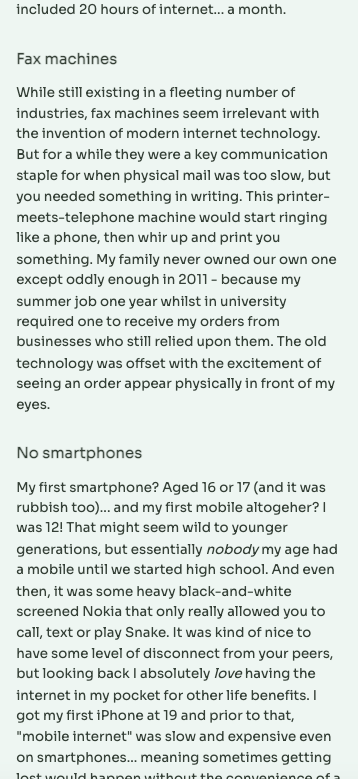 included 20 hours of internet... a month.
Fax machines
While still existing in a fleeting number of
industries, fax machines seem irrelevant with
the invention of modern internet technology.
But for a while they were a key communication
staple for when physical mail was too slow, but
you needed something in writing. This printer-
meets-telephone machine would start ringing
like a phone, then whir up and print you
something. My family never owned our own one
except oddly enough in 2011 - because my
summer job one year whilst in university
required one to receive my orders from
businesses who still relied upon them. The old
technology was offset with the excitement of
seeing an order appear physically in front of my
eyes.
No smartphones
My first smartphone? Aged 16 or 17 (and it was
rubbish too)... and my first mobile altogeher? I
was 12! That might seem wild to younger
generations, but essentially nobody my age had
a mobile until we started high school. And even
then, it was some heavy black-and-white
screened Nokia that only really allowed you to
call, text or play Snake. It was kind of nice to
have some level of disconnect from your peers,
but looking back I absolutely love having the
internet in my pocket for other life benefits. I
got my first iPhone at 19 and prior to that,
"mobile internet" was slow and expensive even
on smartphones... meaning sometimes getting
lost would happen without the convenience of a